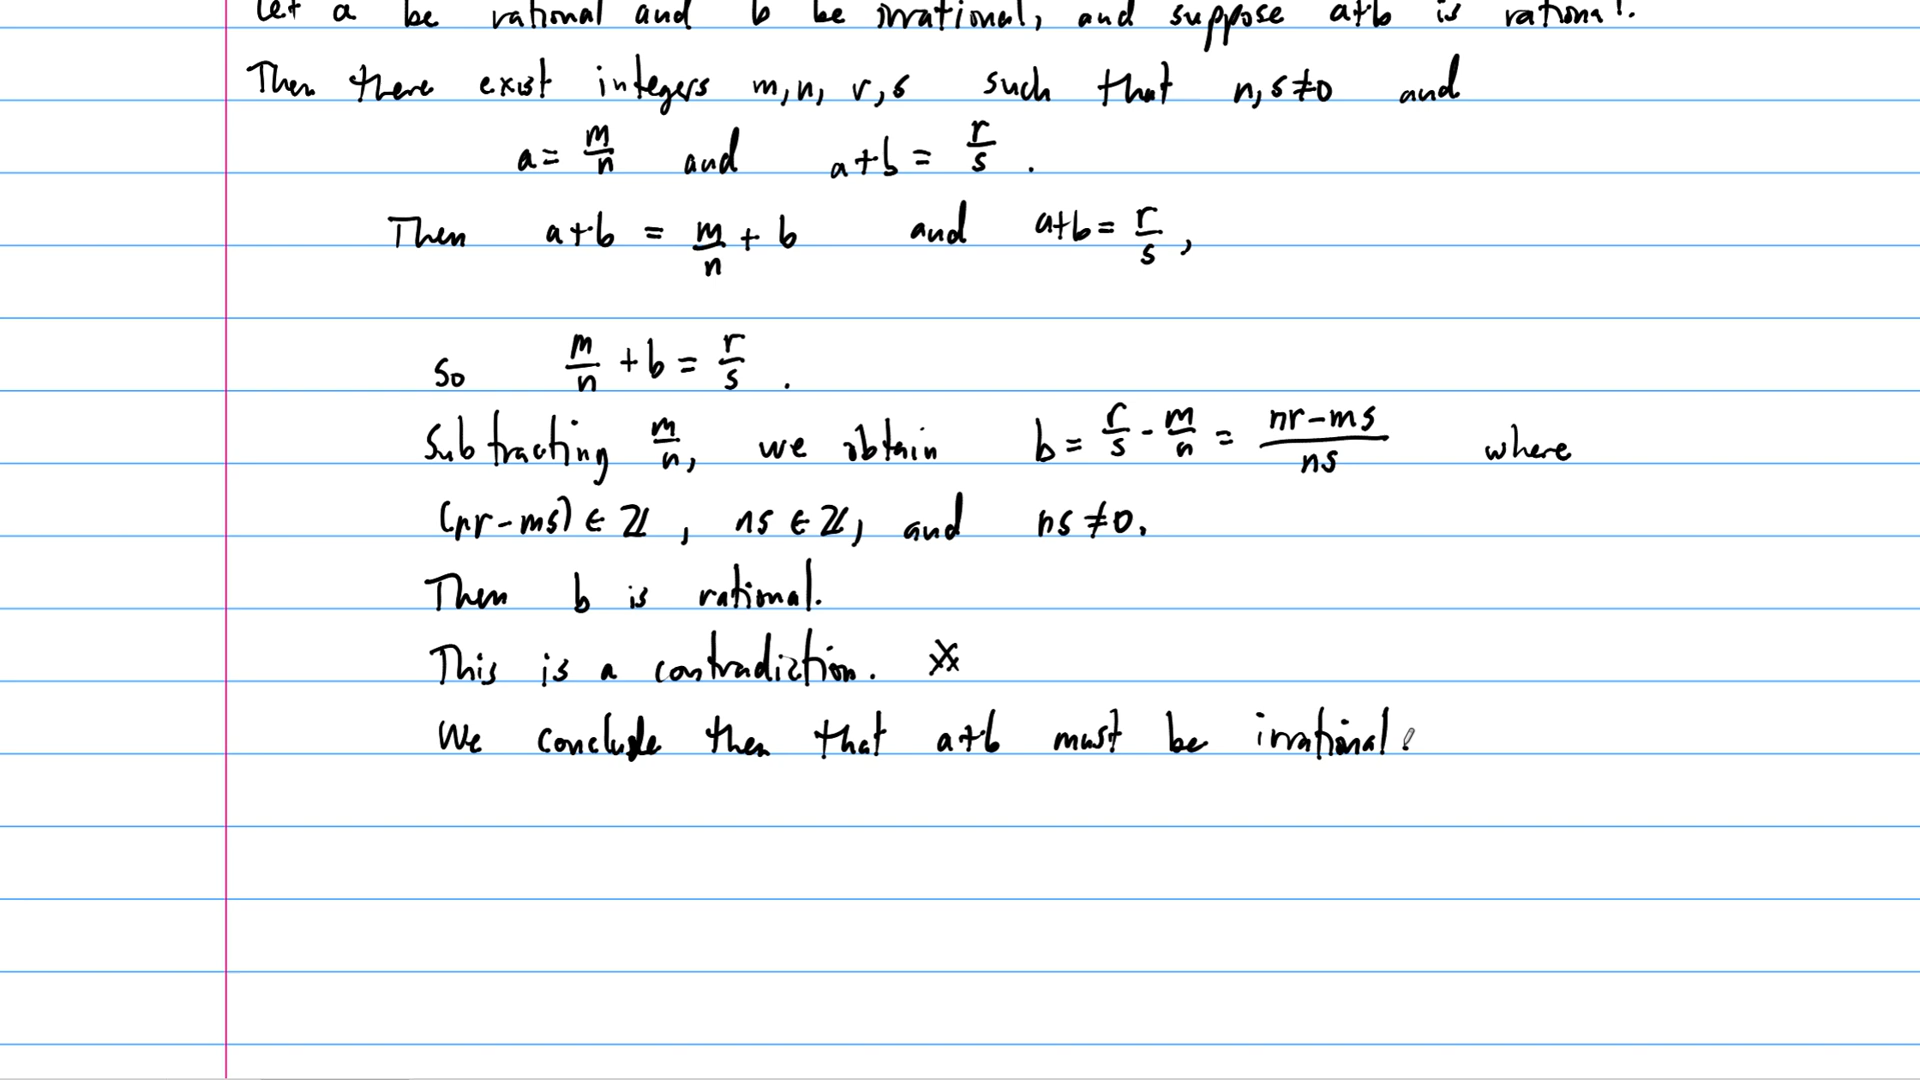 Let a be rational and b be irrational, and suppose a+b is rational.
Then there exist integers m, n, r, s such that n, s≠0 and
a = m/n and a+b = r/s .
Then a+b = m/n + b and a+b = r/s ,
So m/n + b = r/s .
Subtracting m/n, we obtain b = r/s - m/n = (nr-ms)/ns where
(nr-ms) ∈ ℤ , ns ∈ ℤ, and ns ≠ 0.
Then b is rational.
This is a contradiction. ※
We conclude then that a+b must be irrational.